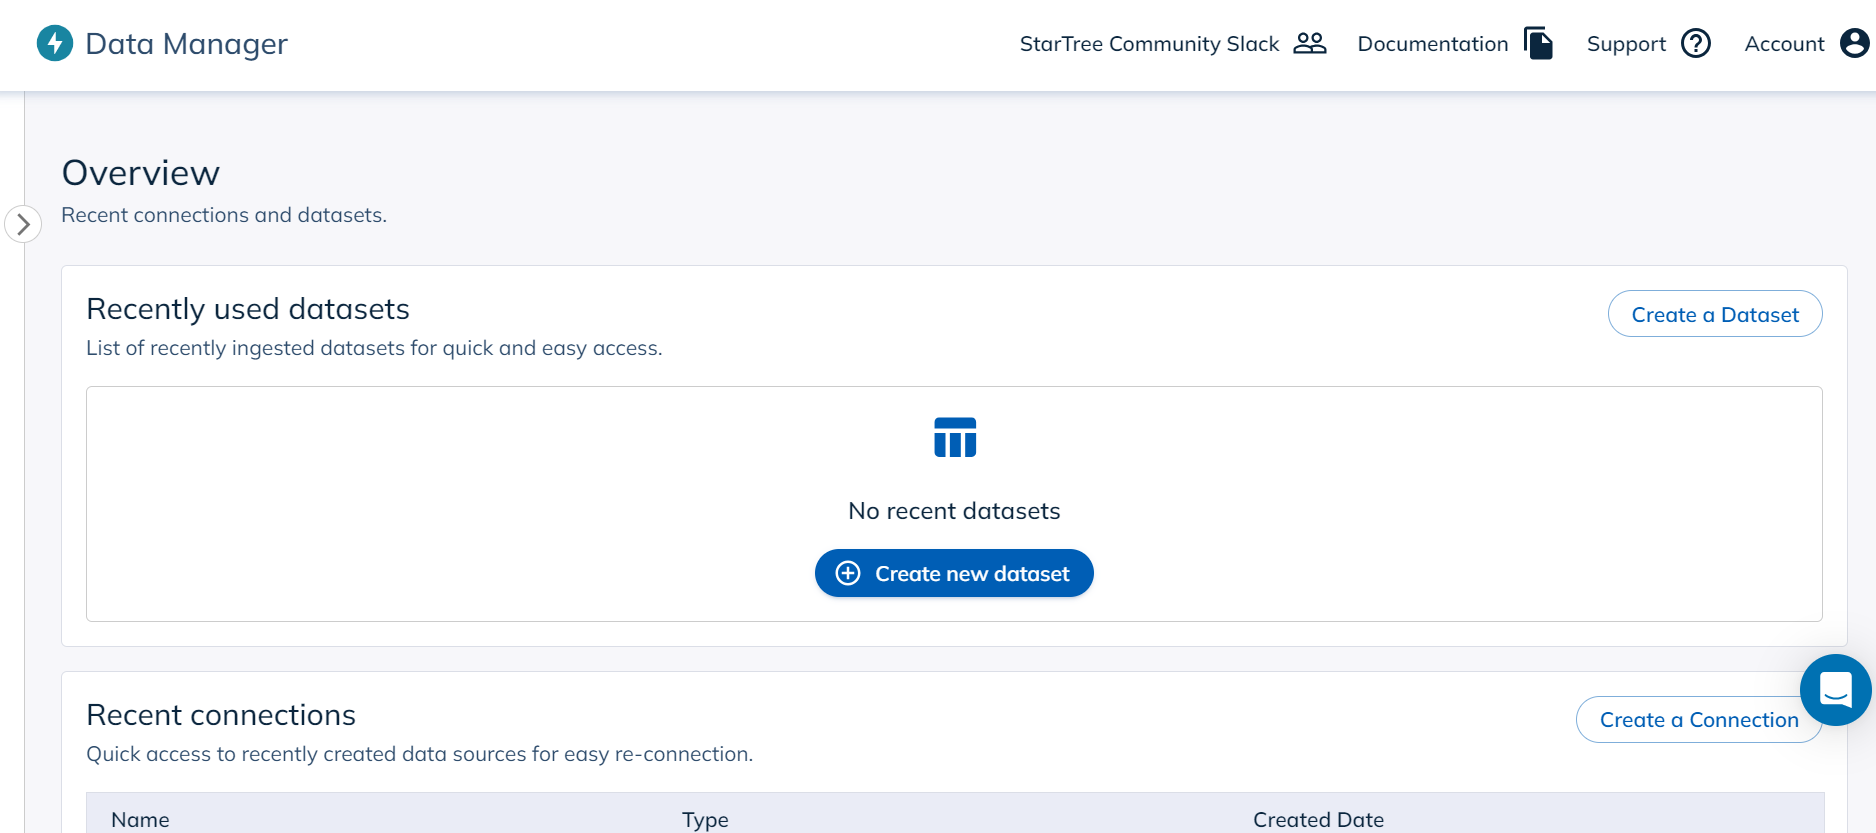 Data Manager
StarTree Community Slack
Documentation
Support
Account
Overview
Recent connections and datasets.
Recently used datasets
Create a Dataset
List of recently ingested datasets for quick and easy access.
No recent datasets
Create new dataset
Recent connections
Create a Connection
Quick access to recently created data sources for easy re-connection.
Name Type Created Date